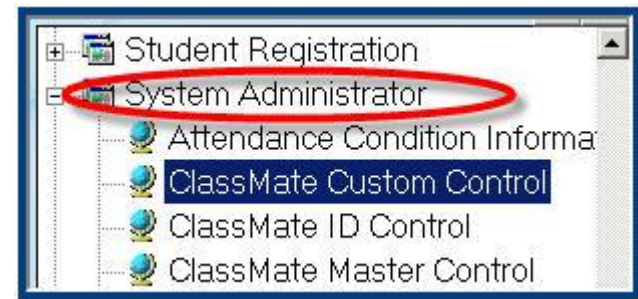 Student Registration
System Administrator
Attendance Condition Informa
ClassMate Custom Control
ClassMate ID Control
ClassMate Master Control